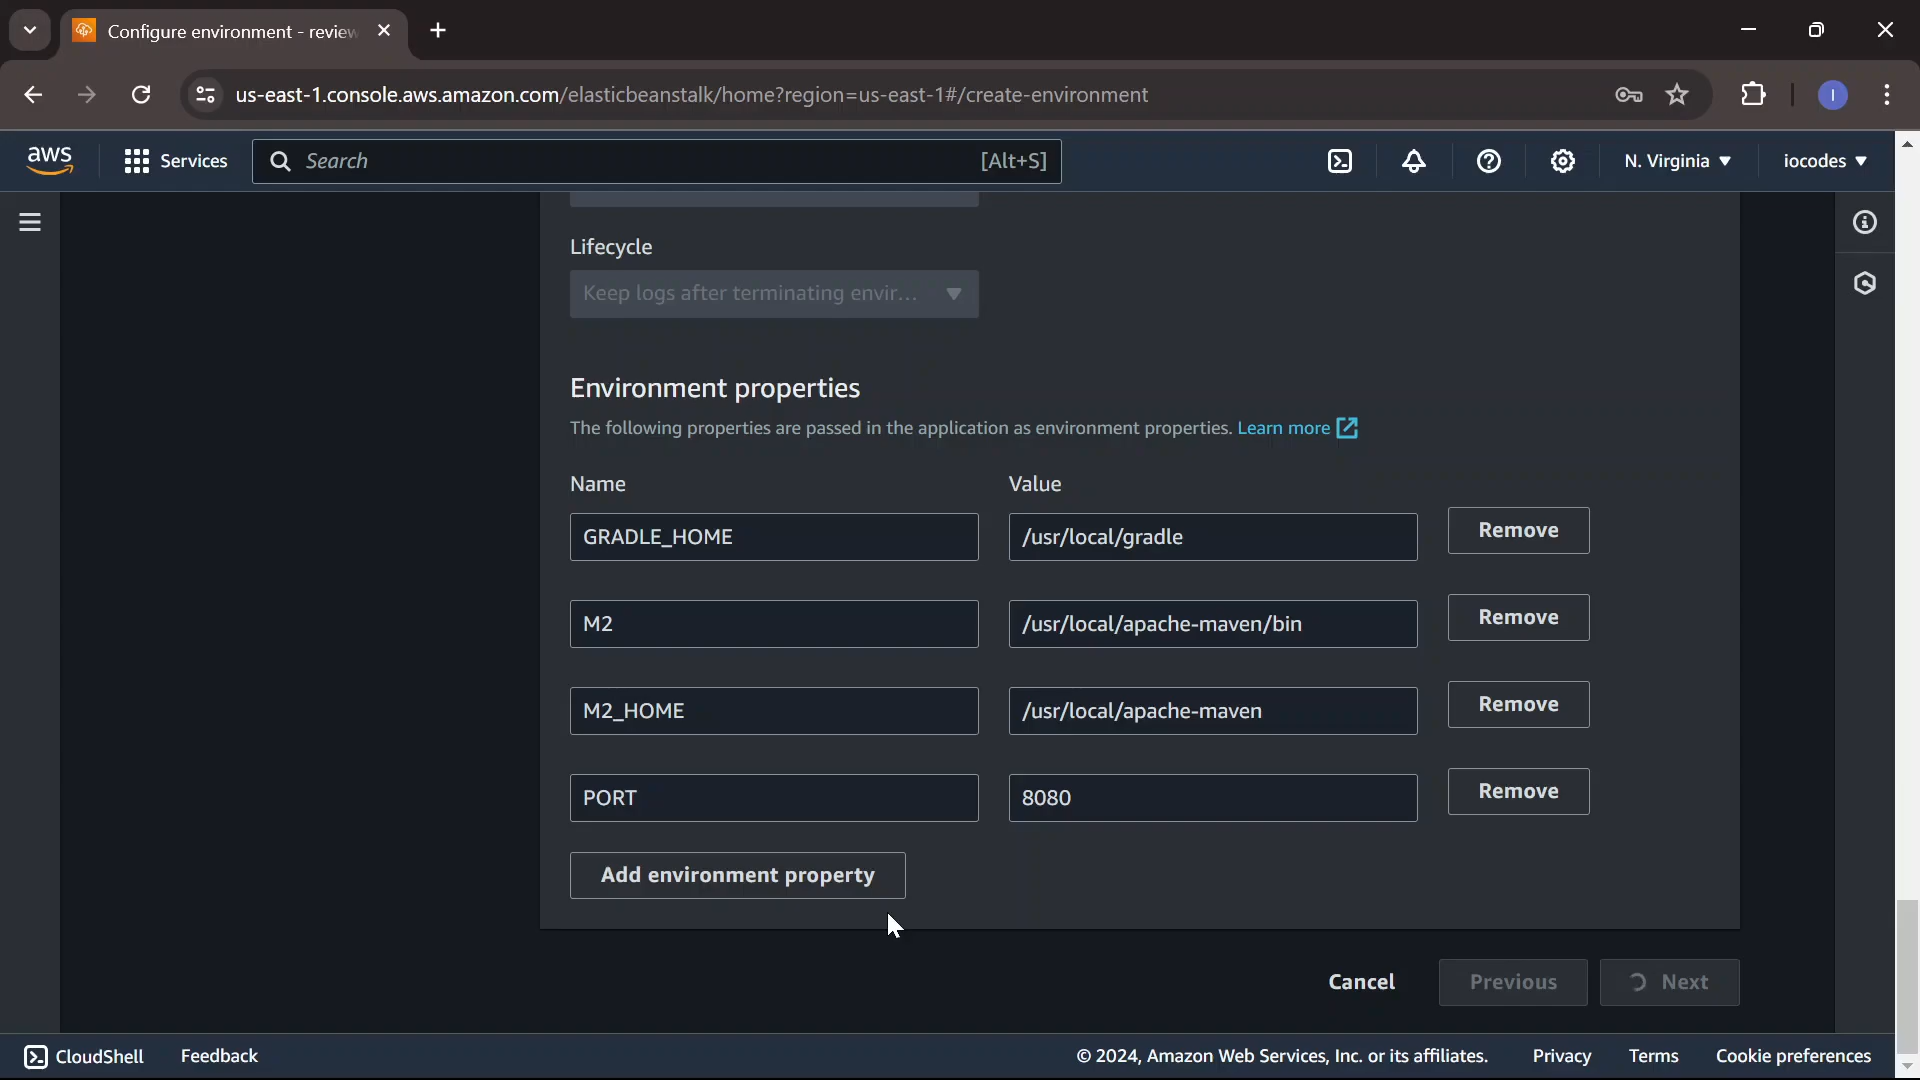 Configure environment - review
us-east-1.console.aws.amazon.com/elasticbeanstalk/home?region=us-east-1#/create-environment
I
aws
Services
Search
[Alt+S]
N. Virginia
iocodes
Lifecycle
Keep logs after terminating envir...
Environment properties
The following properties are passed in the application as environment properties. Learn more
Name Value
GRADLE_HOME /usr/local/gradle Remove
M2 /usr/local/apache-maven/bin Remove
M2_HOME /usr/local/apache-maven Remove
PORT 8080 Remove
Add environment property
Cancel Previous Next
CloudShell Feedback © 2024, Amazon Web Services, Inc. or its affiliates. Privacy Terms Cookie preferences